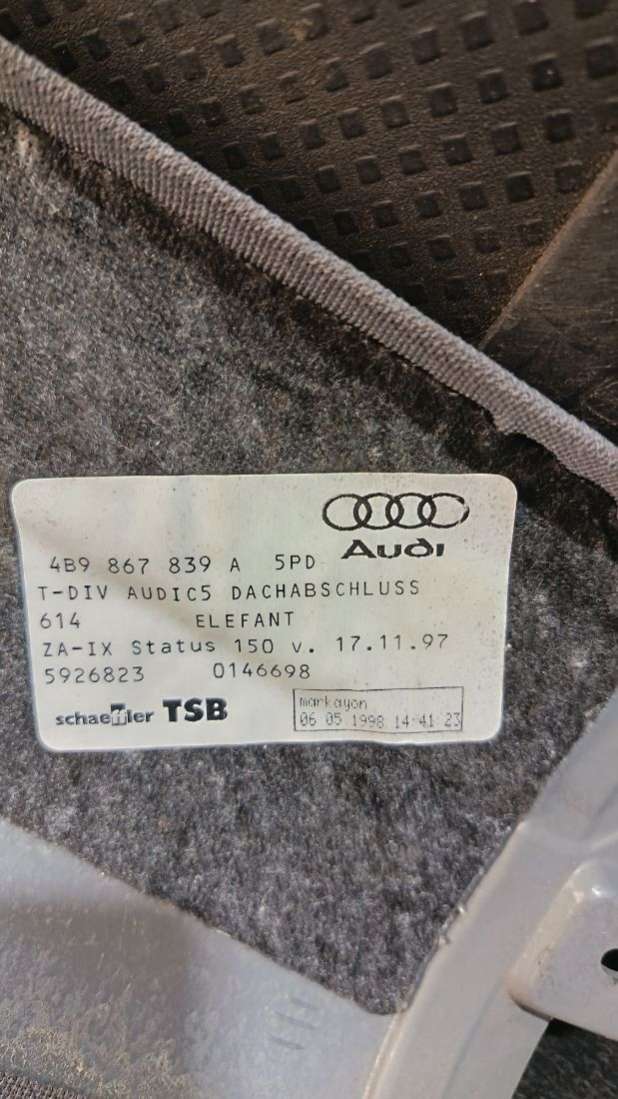 Audi
4B9 867 839 A 5PD
T-DIV AUDIC5 DACHABSCHLUSS
614 ELEFANT
ZA-IX Status 150 v. 17.11.97
5926823 0146698
schaeffler TSB
markayon
06 05 1998 14 41 23